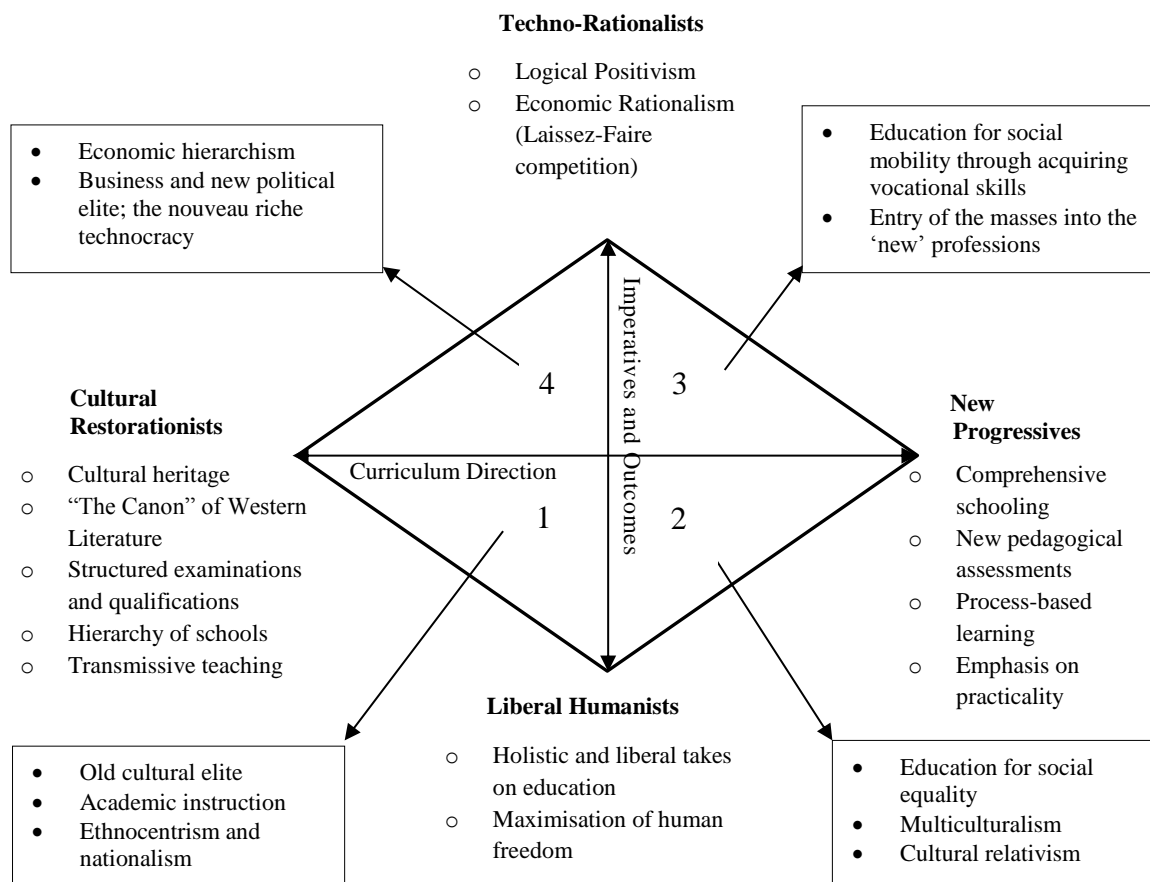 Techno-Rationalists
o Logical Positivism
o Economic Rationalism
(Laissez-Faire
competition)
• Economic hierarchism
• Business and new political
elite; the nouveau riche
technocracy
• Education for social
mobility through acquiring
vocational skills
• Entry of the masses into the
‘new’ professions
Imperatives and Outcomes
4
3
Cultural
Restorationists
o Cultural heritage
o “The Canon” of Western
Literature
o Structured examinations
and qualifications
o Hierarchy of schools
o Transmissive teaching
Curriculum Direction
1
2
New
Progressives
o Comprehensive
schooling
o New pedagogical
assessments
o Process-based
learning
o Emphasis on
practicality
Liberal Humanists
o Holistic and liberal takes
on education
o Maximisation of human
freedom
• Old cultural elite
• Academic instruction
• Ethnocentrism and
nationalism
• Education for social
equality
• Multiculturalism
• Cultural relativism